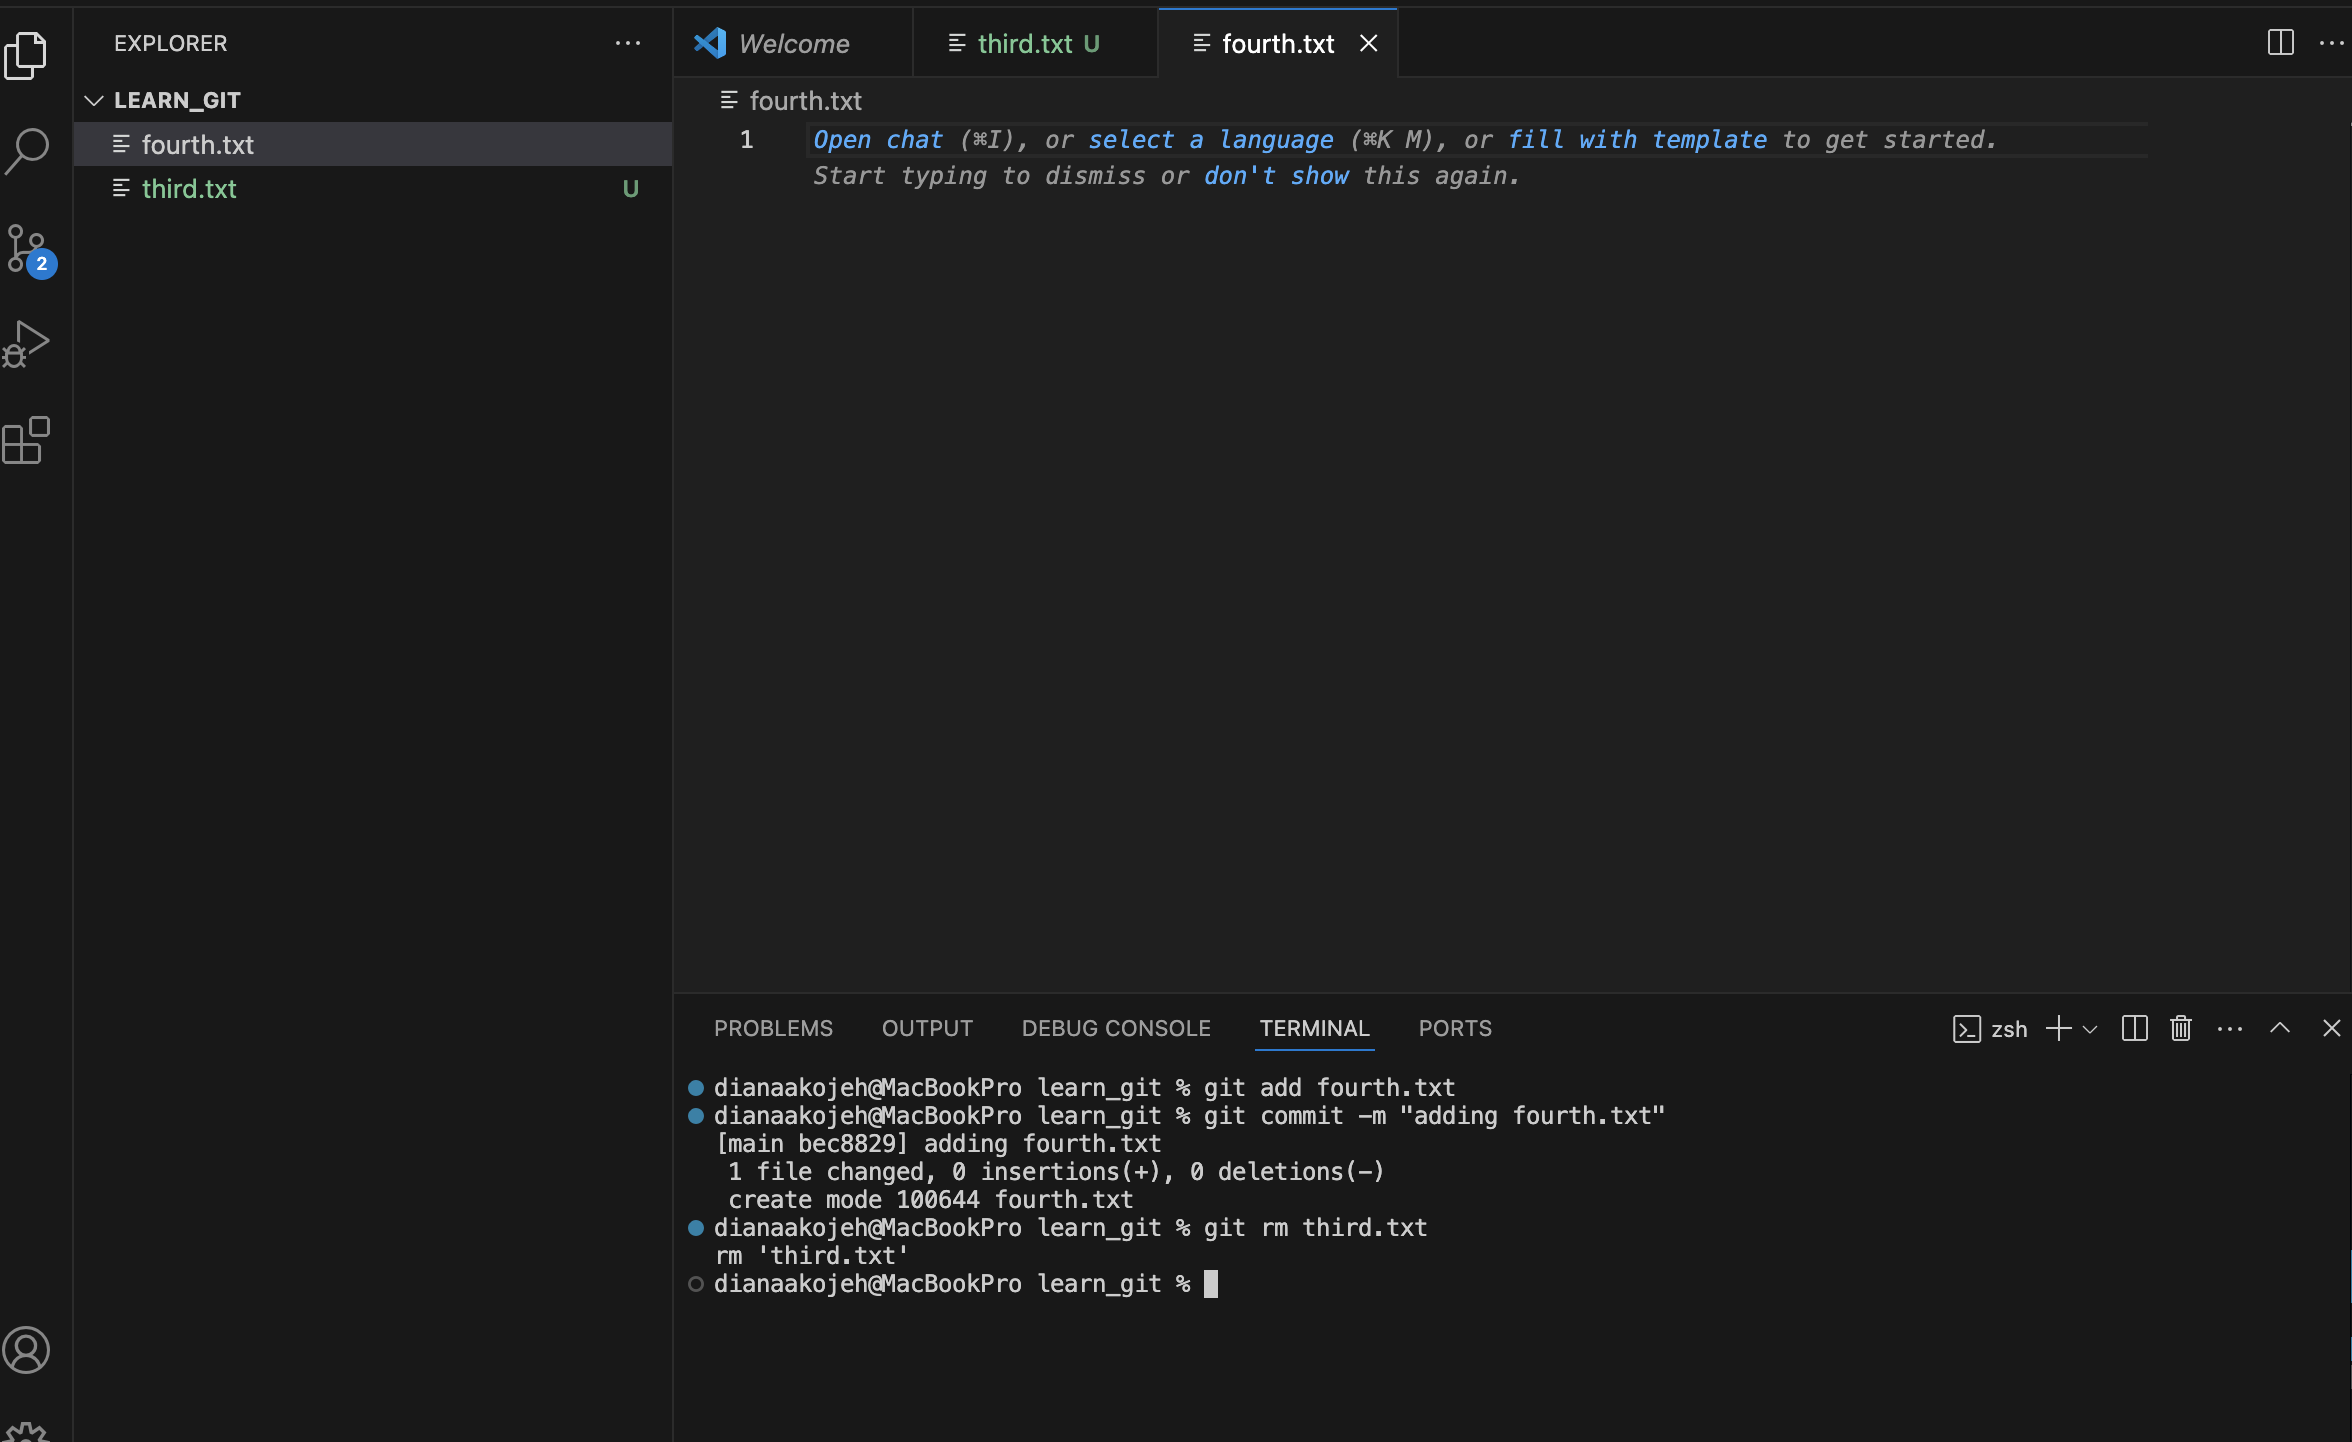 EXPLORER
LEARN_GIT
fourth.txt
third.txt U
2
Welcome
third.txt U
fourth.txt
fourth.txt
1 Open chat (⌘I), or select a language (⌘K M), or fill with template to get started.
Start typing to dismiss or don't show this again.
PROBLEMS OUTPUT DEBUG CONSOLE TERMINAL PORTS zsh
dianaakojeh@MacBookPro learn_git % git add fourth.txt
dianaakojeh@MacBookPro learn_git % git commit -m "adding fourth.txt"
[main bec8829] adding fourth.txt
1 file changed, 0 insertions(+), 0 deletions(-)
create mode 100644 fourth.txt
dianaakojeh@MacBookPro learn_git % git rm third.txt
rm 'third.txt'
dianaakojeh@MacBookPro learn_git %